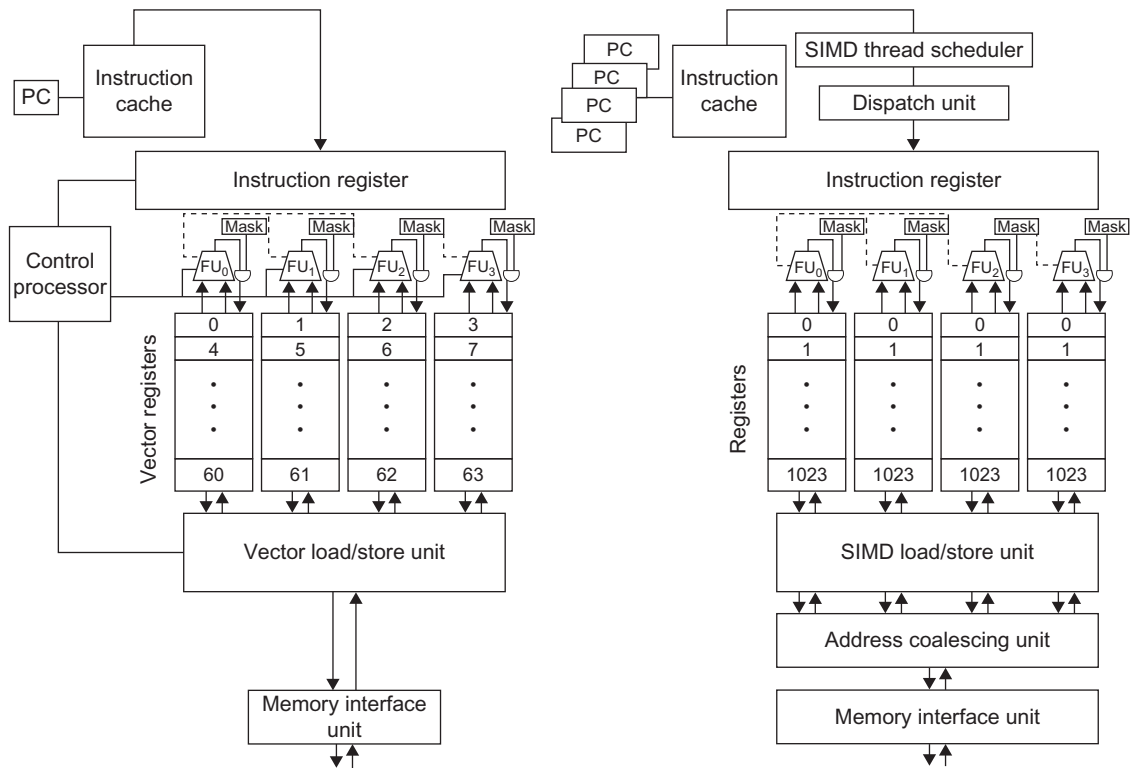 PC
Instruction
cache
Instruction register
Control
processor
Mask
Mask
Mask
Mask
FU0
FU1
FU2
FU3
Vector registers
0
1
2
3
4
5
6
7
60
61
62
63
Vector load/store unit
Memory interface
unit
PC
PC
PC
PC
Instruction
cache
SIMD thread scheduler
Dispatch unit
Instruction register
Mask
Mask
Mask
Mask
FU0
FU1
FU2
FU3
Registers
0
0
0
0
1
1
1
1
1023
1023
1023
1023
SIMD load/store unit
Address coalescing unit
Memory interface unit